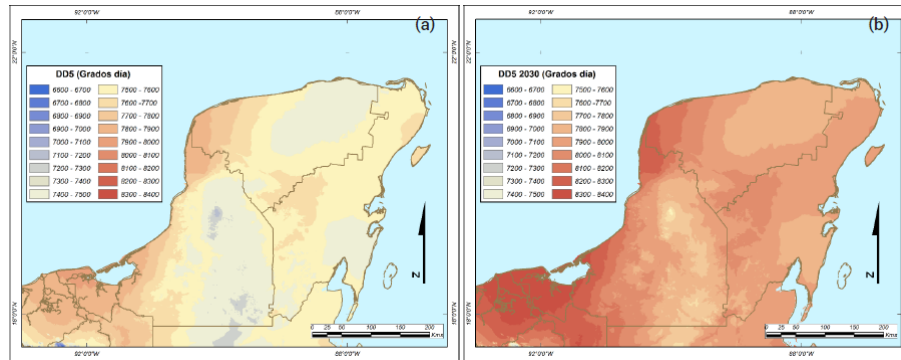 92°0'0"W 88°0'0"W
(a)
22°0'0"N
DD5 (Grados día)
6600 - 6700 7500 - 7600
6700 - 6800 7600 -7700
6800 - 6900 7700 - 7800
6900 - 7000 7800 - 7900
7000 - 7100 7900 - 8000
7100 - 7200 8000 - 8100
7200 - 7300 8100 - 8200
7300 - 7400 8200 - 8300
7400 - 7500 8300 - 8400
N
18°0'0"N
0 50 100 150 200
Kms
92°0'0"W 88°0'0"W
92°0'0"W 88°0'0"W
(b)
22°0'0"N
DD5 2030 (Grados día)
6600 - 6700 7500 - 7600
6700 - 6800 7600 -7700
6800 - 6900 7700 - 7800
6900 - 7000 7800 - 7900
7000 - 7100 7900 - 8000
7100 - 7200 8000 - 8100
7200 - 7300 8100 - 8200
7300 - 7400 8200 - 8300
7400 - 7500 8300 - 8400
N
18°0'0"N
0 25 50 100 150 200
Kms
92°0'0"W 88°0'0"W